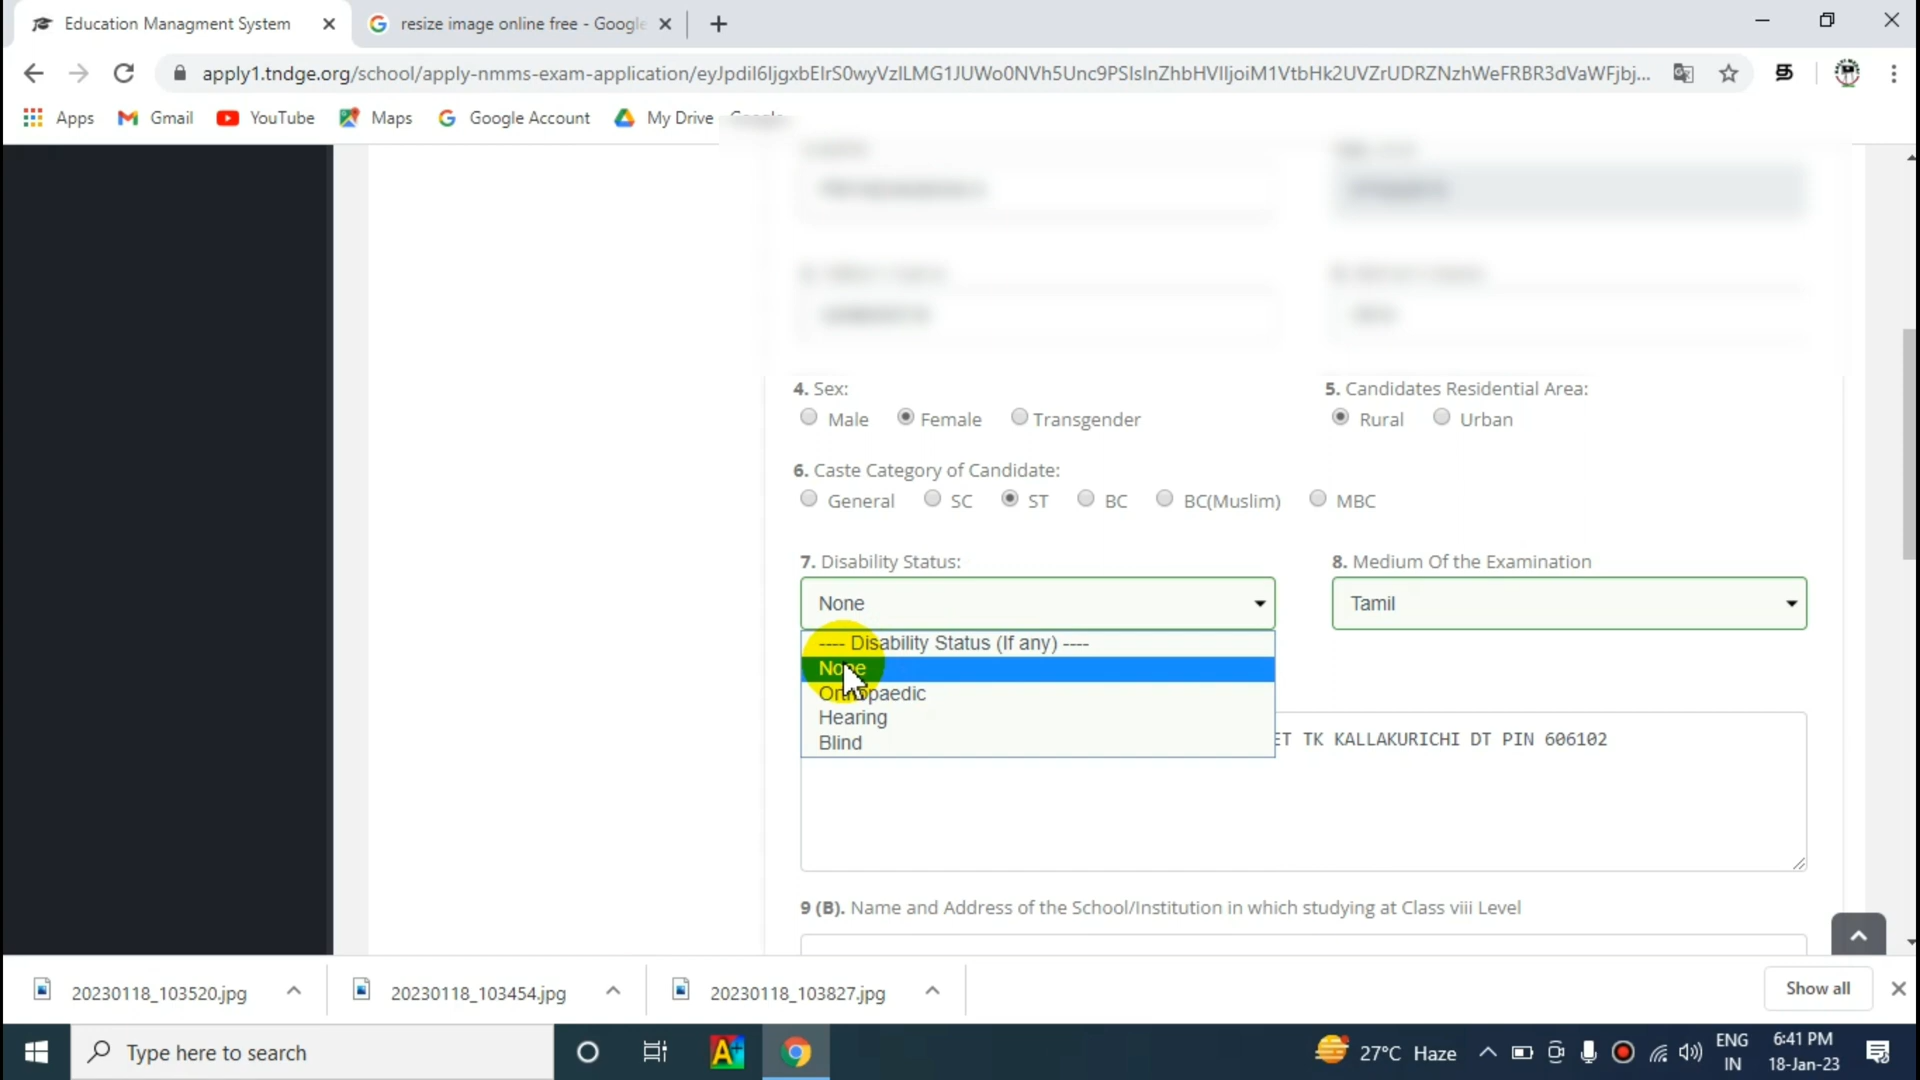 Education Managment System
resize image online free - Google
apply1.tndge.org/school/apply-nmms-exam-application/
Apps
Gmail
YouTube
Maps
Google Account
My Drive
4. Sex:
Male
Female
Transgender
5. Candidates Residential Area:
Rural
Urban
6. Caste Category of Candidate:
General
SC
ST
BC
BC(Muslim)
MBC
7. Disability Status:
None
8. Medium Of the Examination
Tamil
---- Disability Status (If any) ----
None
Orthopaedic
Hearing
Blind
TK KALLAKURICHI DT PIN 606102
9 (B). Name and Address of the School/Institution in which studying at Class viii Level
20230118_103520.jpg
20230118_103454.jpg
20230118_103827.jpg
Show all
Type here to search
27°C Haze
ENG
IN
6:41 PM
18-Jan-23